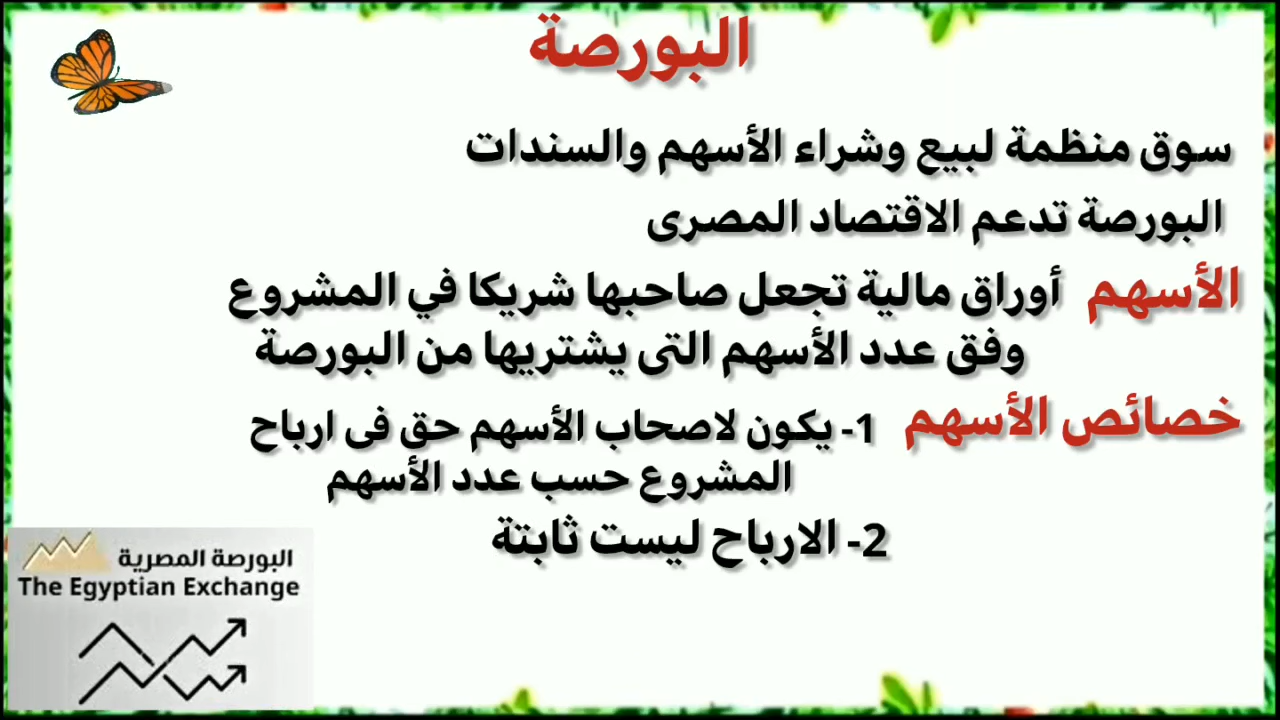 البورصة
سوق منظمة لبيع وشراء الأسهم والسندات
البورصة تدعم الاقتصاد المصرى
الأسهم أوراق مالية تجعل صاحبها شريكا في المشروع
وفق عدد الأسهم التى يشتريها من البورصة
خصائص الأسهم 1- يكون لاصحاب الأسهم حق فى ارباح
المشروع حسب عدد الأسهم
2- الارباح ليست ثابتة
البورصة المصرية
The Egyptian Exchange